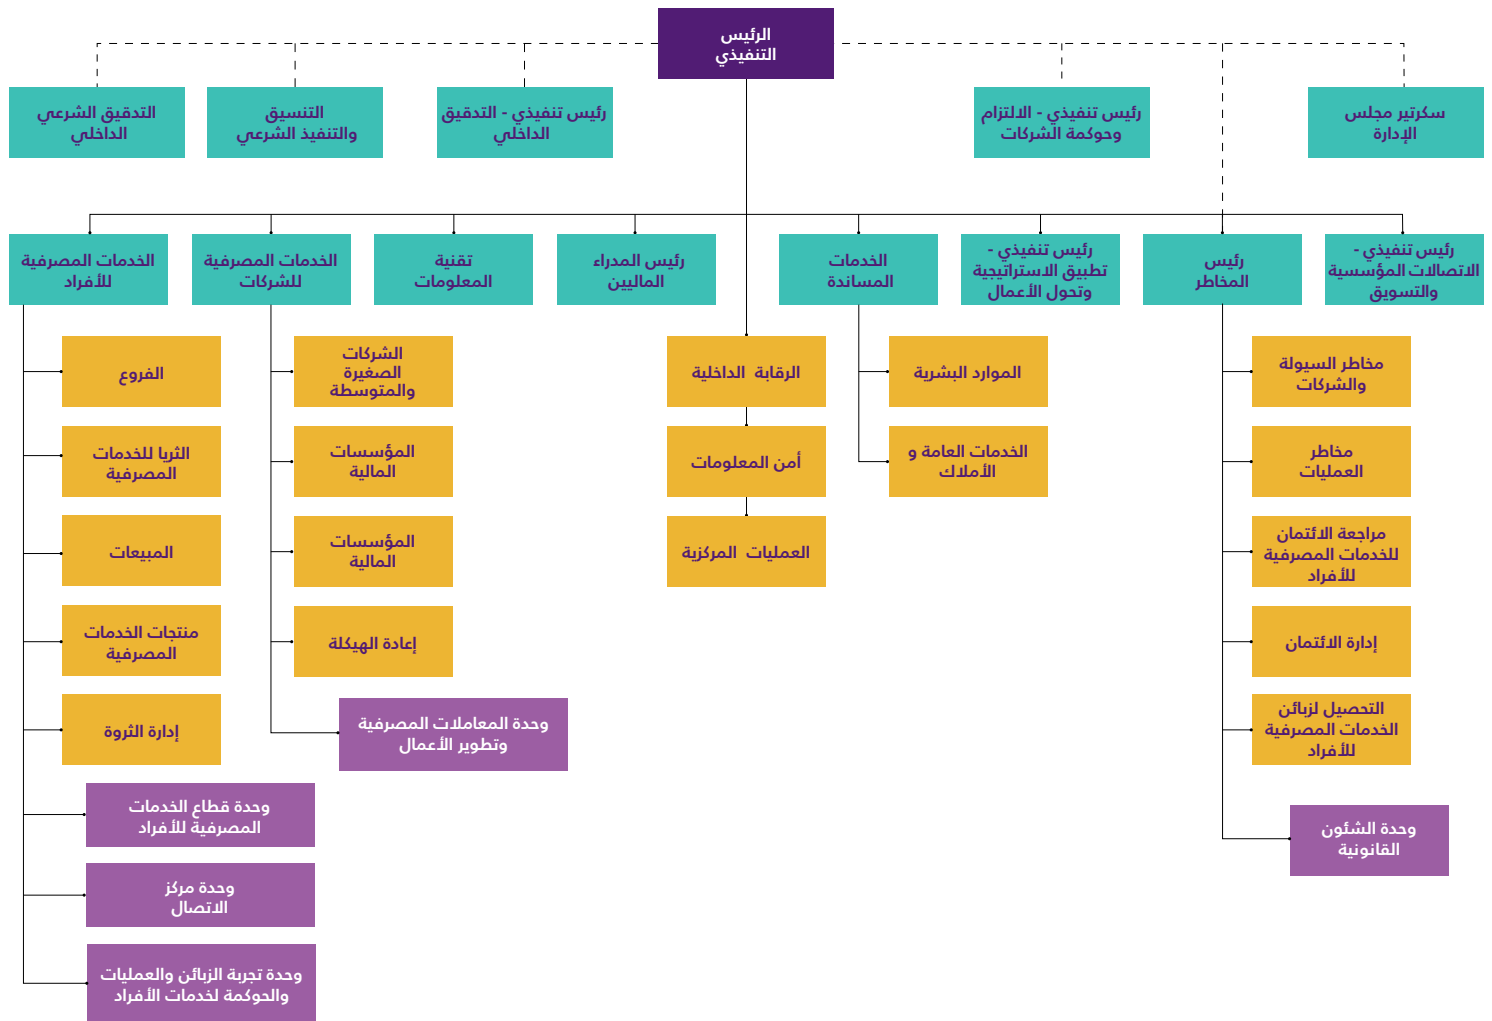 الرئيس
التنفيذي
سكرتير مجلس
الإدارة
رئيس تنفيذي - الالتزام
وحوكمة الشركات
رئيس تنفيذي - التدقيق
الداخلي
التنسيق
والتنفيذ الشرعي
التدقيق الشرعي
الداخلي
رئيس تنفيذي -
الاتصالات المؤسسية
والتسويق
رئيس
المخاطر
رئيس تنفيذي -
تطبيق الاستراتيجية
وتحول الأعمال
الخدمات
المساندة
رئيس المدراء
الماليين
تقنية
المعلومات
الخدمات المصرفية
للشركات
الخدمات المصرفية
للأفراد
مخاطر السيولة
والشركات
مخاطر
العمليات
مراجعة الائتمان
للخدمات المصرفية
للأفراد
إدارة الائتمان
التحصيل لزبائن
الخدمات المصرفية
للأفراد
وحدة الشئون
القانونية
الموارد البشرية
الخدمات العامة و
الأملاك
الرقابة الداخلية
أمن المعلومات
العمليات المركزية
الشركات
الصغيرة
والمتوسطة
المؤسسات
المالية
المؤسسات
المالية
إعادة الهيكلة
وحدة المعاملات المصرفية
وتطوير الأعمال
الفروع
الثريا للخدمات
المصرفية
المبيعات
منتجات الخدمات
المصرفية
إدارة الثروة
وحدة قطاع الخدمات
المصرفية للأفراد
وحدة مركز
الاتصال
وحدة تجربة الزبائن والعمليات
والحوكمة لخدمات الأفراد